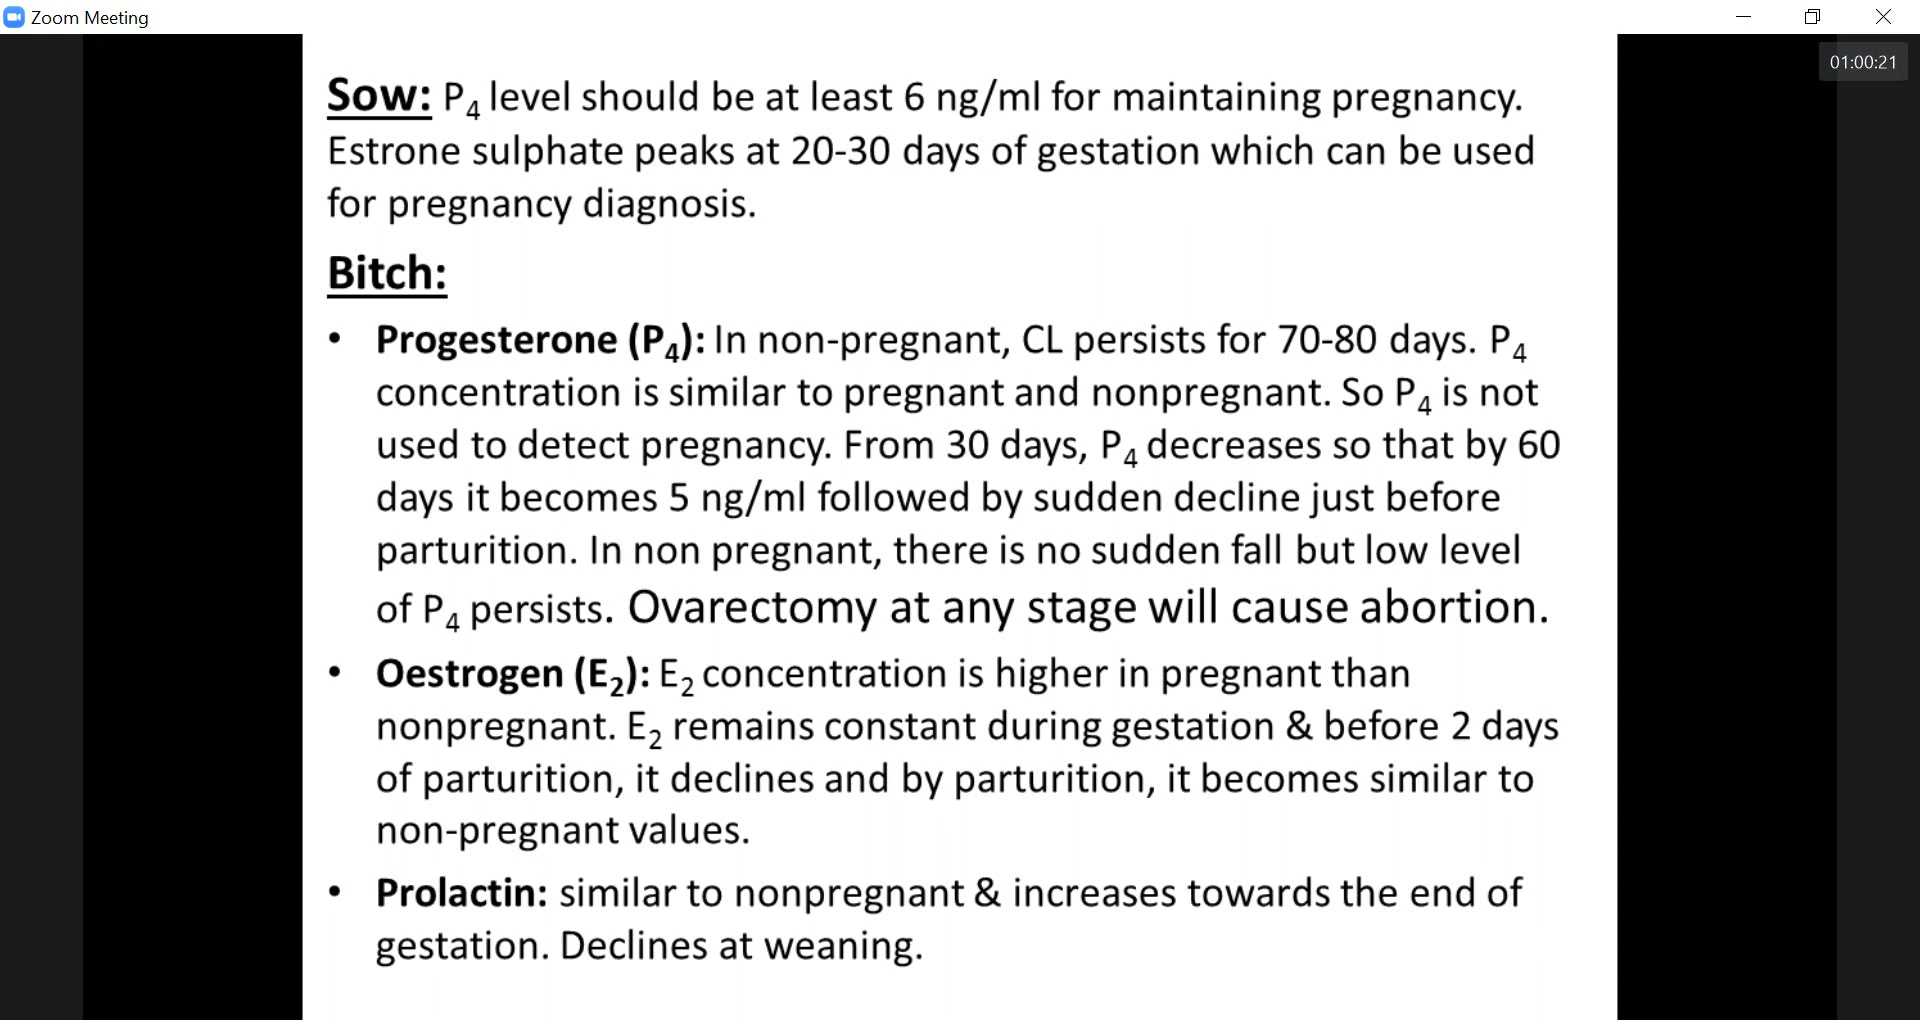 Zoom Meeting
01:00:21
Sow: P₄ level should be at least 6 ng/ml for maintaining pregnancy.
Estrone sulphate peaks at 20-30 days of gestation which can be used
for pregnancy diagnosis.
Bitch:
• Progesterone (P₄): In non-pregnant, CL persists for 70-80 days. P₄
concentration is similar to pregnant and nonpregnant. So P₄ is not
used to detect pregnancy. From 30 days, P₄ decreases so that by 60
days it becomes 5 ng/ml followed by sudden decline just before
parturition. In non pregnant, there is no sudden fall but low level
of P₄ persists. Ovarectomy at any stage will cause abortion.
• Oestrogen (E₂): E₂ concentration is higher in pregnant than
nonpregnant. E₂ remains constant during gestation & before 2 days
of parturition, it declines and by parturition, it becomes similar to
non-pregnant values.
• Prolactin: similar to nonpregnant & increases towards the end of
gestation. Declines at weaning.